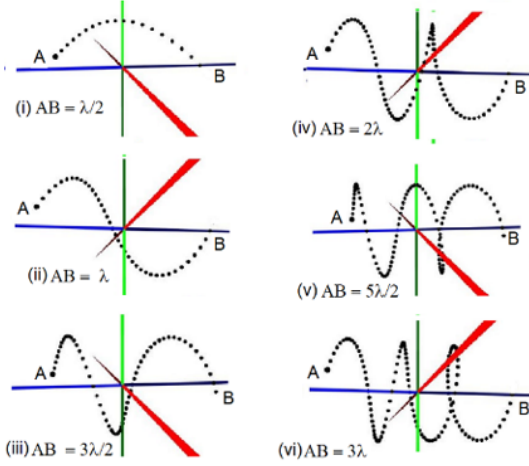 A
B
(i) AB = λ/2
A
B
(ii) AB = λ
A
B
(iii) AB = 3λ/2
A
B
(iv) AB = 2λ
A
B
(v) AB = 5λ/2
A
B
(vi) AB = 3λ